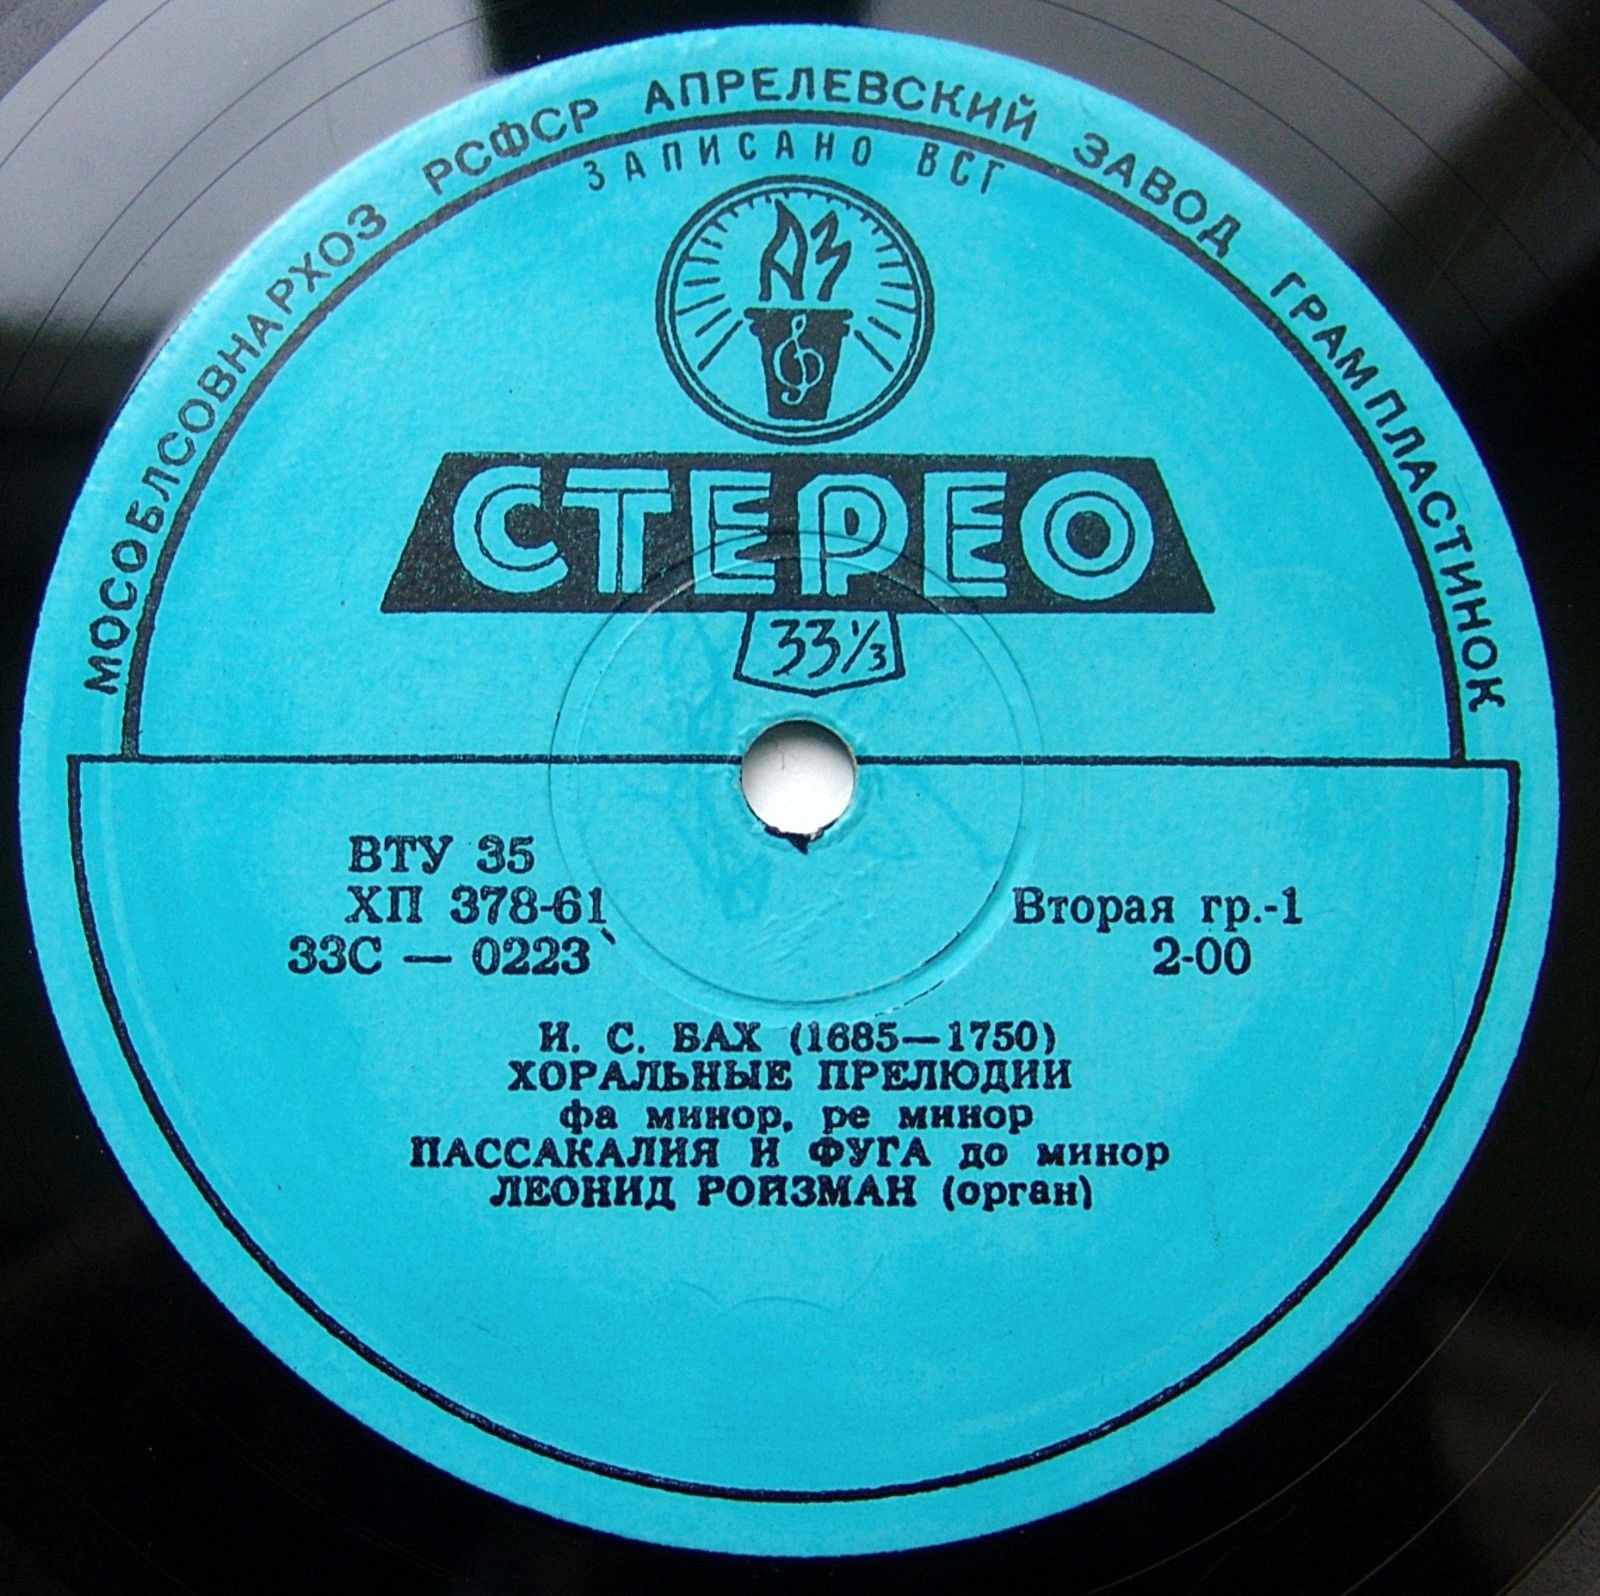 МОСОБЛСОВНАРХОЗ РСФСР АПРЕЛЕВСКИЙ ЗАВОД ГРАМПЛАСТИНОК
ЗАПИСАНО ВСГ
АЗ
СТЕРЕО
33⅓
ВТУ 35
ХП 378-61 Вторая гр.-1
33С — 0223 2-00
И. С. БАХ (1685—1750)
ХОРАЛЬНЫЕ ПРЕЛЮДИИ
фа минор, ре минор
ПАССАКАЛИЯ И ФУГА до минор
ЛЕОНИД РОЙЗМАН (орган)